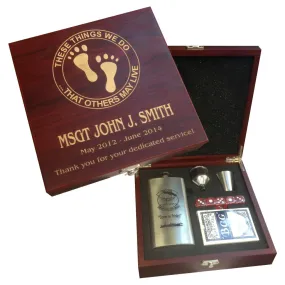 THESE THINGS WE DO
...THAT OTHERS MAY LIVE
MSGT JOHN J. SMITH
May 2012 - June 2014
Thank you for your dedicated service!